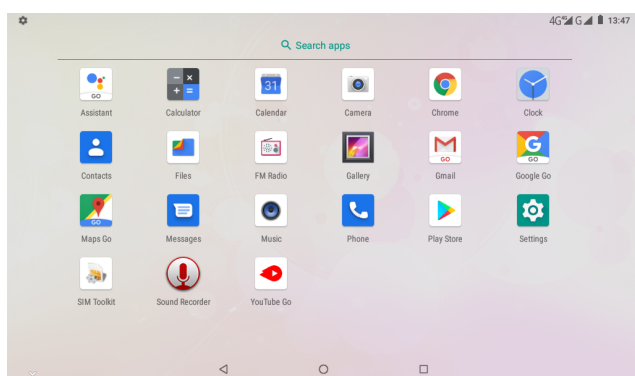 4G G 13:47
Search apps
GO
31
GO
GO
GO
Assistant Calculator Calendar Camera Chrome Clock
Contacts Files FM Radio Gallery Gmail Google Go
GO
Maps Go Messages Music Phone Play Store Settings
SIM Toolkit Sound Recorder YouTube Go